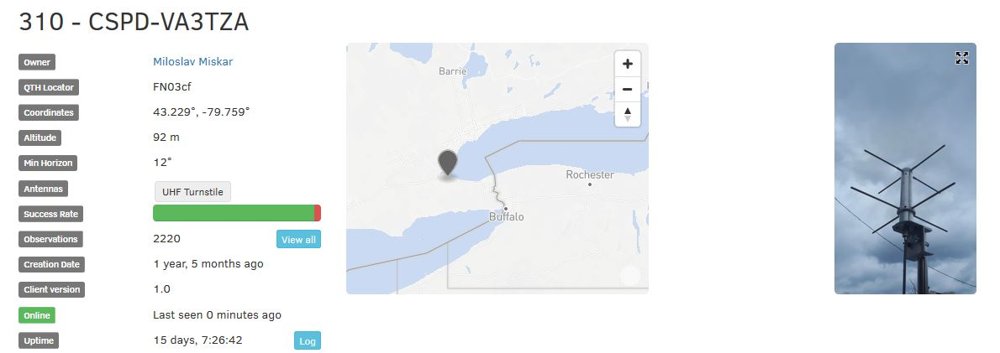 310 - CSPD-VA3TZA
Owner Miloslav Miskar
QTH Locator FN03cf
Coordinates 43.229°, -79.759°
Altitude 92 m
Min Horizon 12°
Antennas UHF Turnstile
Success Rate
Observations 2220 View all
Creation Date 1 year, 5 months ago
Client version 1.0
Online Last seen 0 minutes ago
Uptime 15 days, 7:26:42 Log
Barrie
Rochester
Buffalo